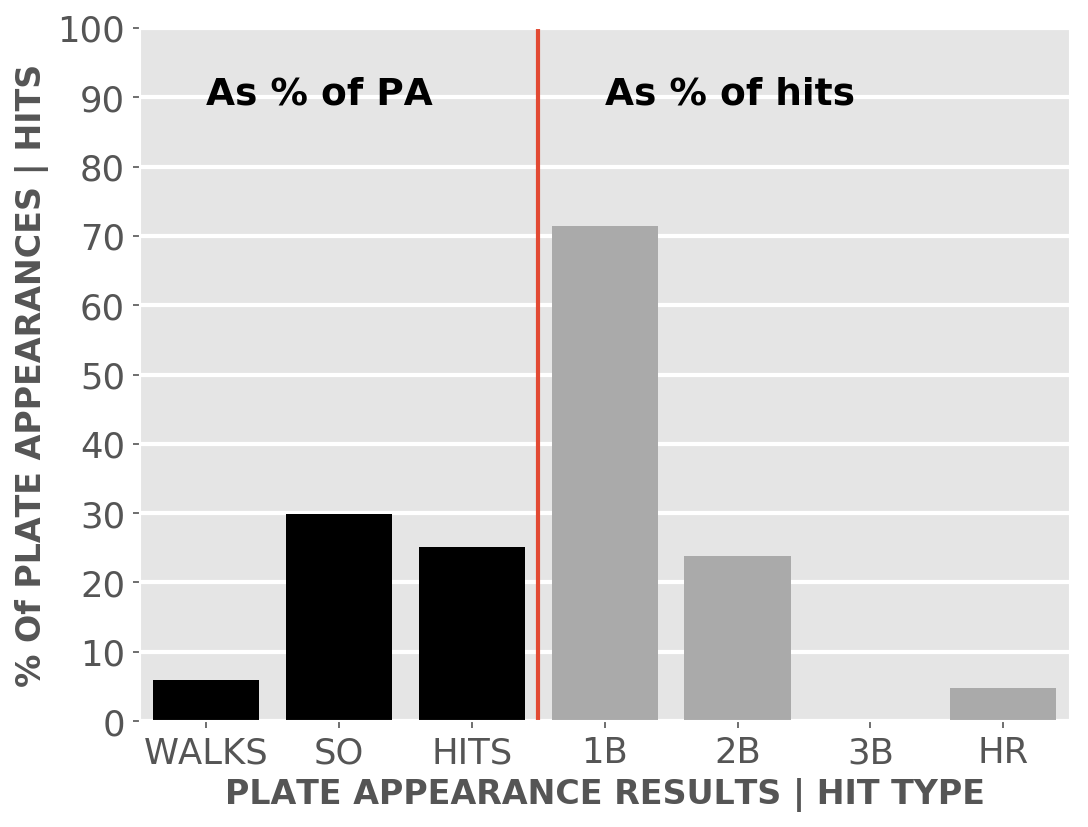 100
90
80
70
60
50
40
30
20
10
0
% Of PLATE APPEARANCES | HITS
As % of PA
As % of hits
WALKS SO HITS 1B 2B 3B HR
PLATE APPEARANCE RESULTS | HIT TYPE